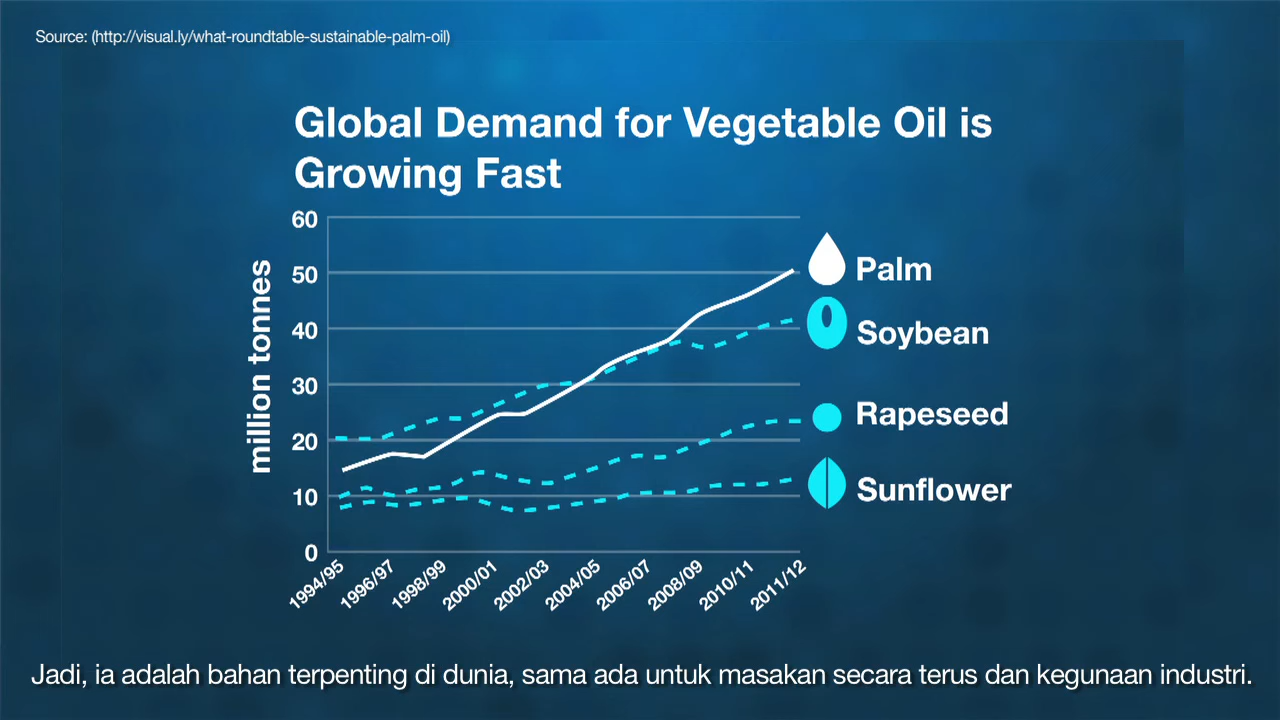 Source: (http://visual.ly/what-roundtable-sustainable-palm-oil)
Global Demand for Vegetable Oil is
Growing Fast
million tonnes
60
50
40
30
20
10
0
Palm
Soybean
Rapeseed
Sunflower
1994/95
1996/97
1998/99
2000/01
2002/03
2004/05
2006/07
2008/09
2010/11
2011/12
Jadi, ia adalah bahan terpenting di dunia, sama ada untuk masakan secara terus dan kegunaan industri.